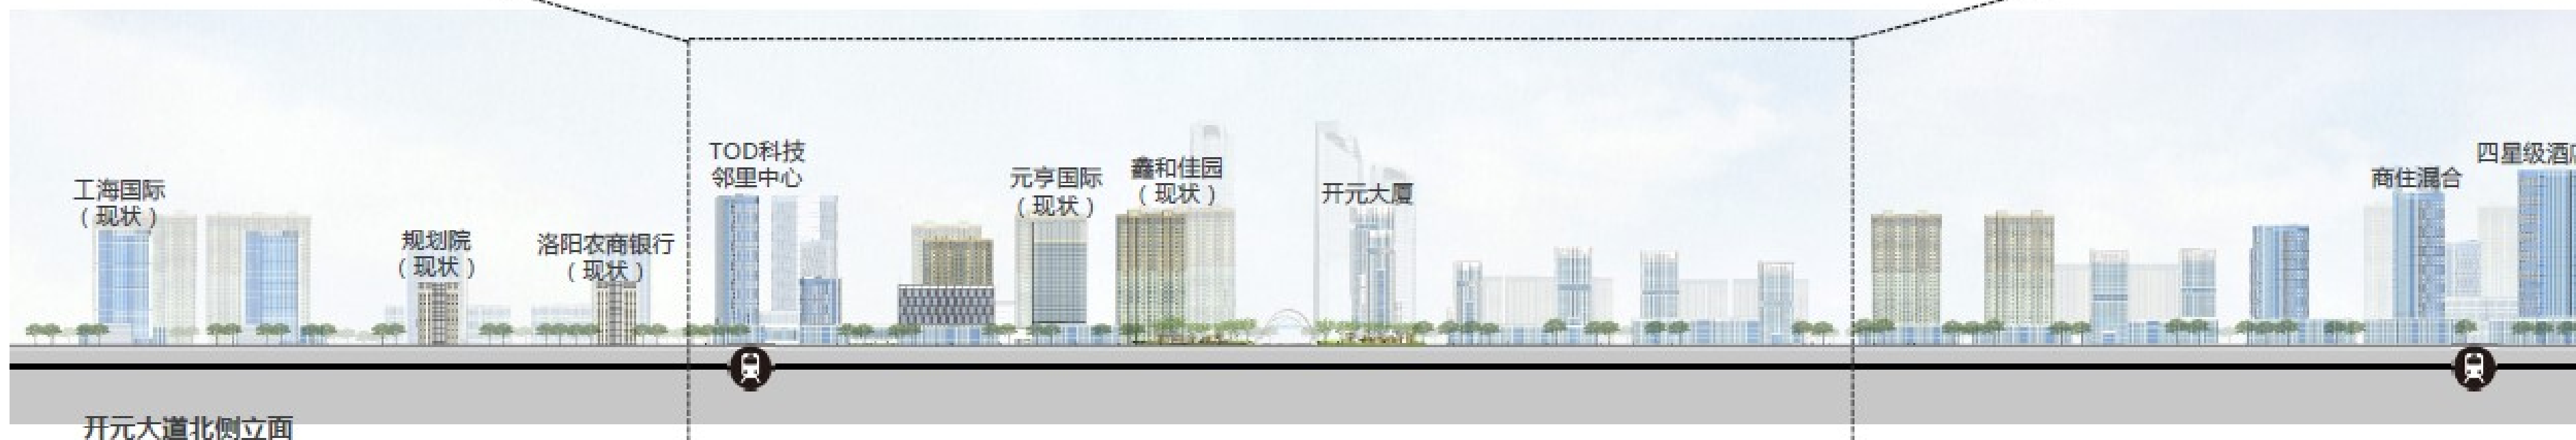 工海国际
（现状）
规划院
（现状）
洛阳农商银行
（现状）
TOD科技
邻里中心
元亨国际
（现状）
鑫和佳园
（现状）
开元大厦
商住混合
四星级酒店
开元大道北侧立面